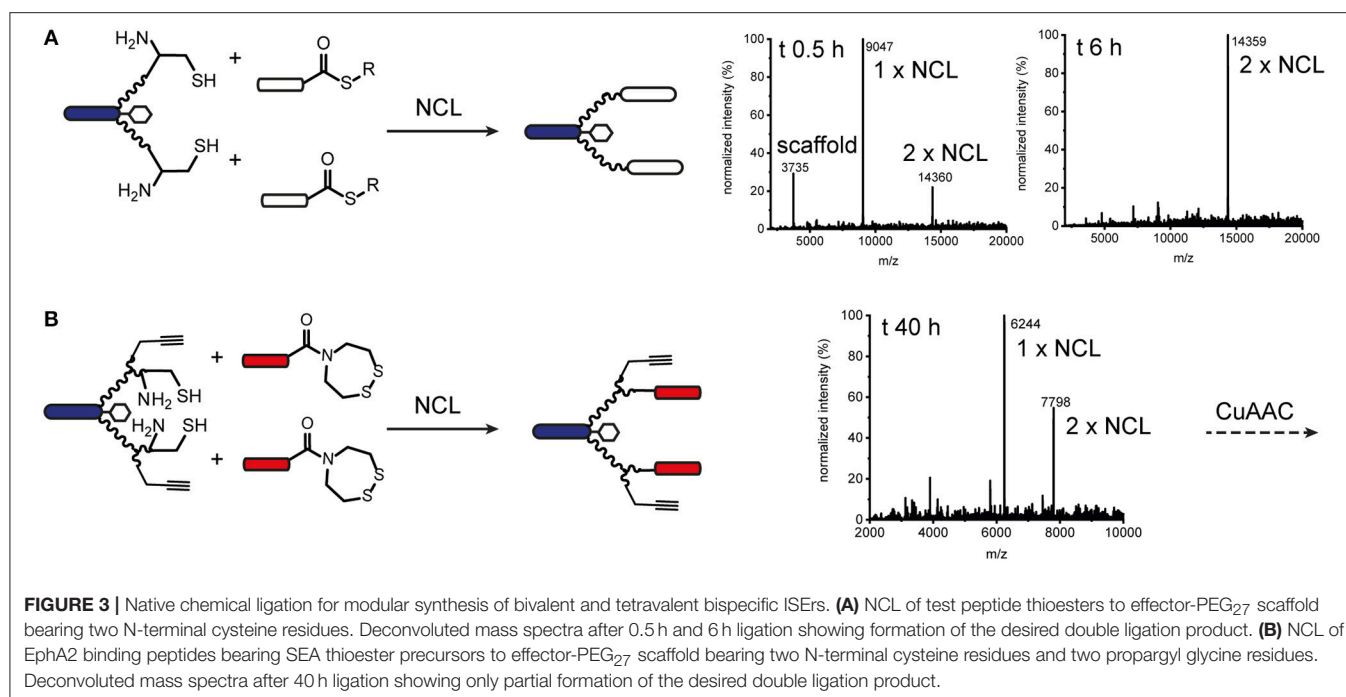 A
H₂N
SH
+
O
S-R
NCL
SH
H₂N
+
O
S-R
t 0.5 h
9047
1 x NCL
scaffold
3735
2 x NCL
14360
normalized intensity (%)
100
80
60
40
20
0
5000 10000 15000 20000
m/z
t 6 h
14359
2 x NCL
normalized intensity (%)
100
80
60
40
20
0
5000 10000 15000 20000
m/z
B
+
O
N
S
S
NH₂
SH
H₂N
SH
NCL
+
O
N
S
S
t 40 h
6244
1 x NCL
7798
2 x NCL
normalized intensity (%)
100
80
60
40
20
0
2000 4000 6000 8000 10000
m/z
CuAAC
FIGURE 3 | Native chemical ligation for modular synthesis of bivalent and tetravalent bispecific ISErs. (A) NCL of test peptide thioesters to effector-PEG₂₇ scaffold
bearing two N-terminal cysteine residues. Deconvoluted mass spectra after 0.5 h and 6 h ligation showing formation of the desired double ligation product. (B) NCL of
EphA2 binding peptides bearing SEA thioester precursors to effector-PEG₂₇ scaffold bearing two N-terminal cysteine residues and two propargyl glycine residues.
Deconvoluted mass spectra after 40 h ligation showing only partial formation of the desired double ligation product.